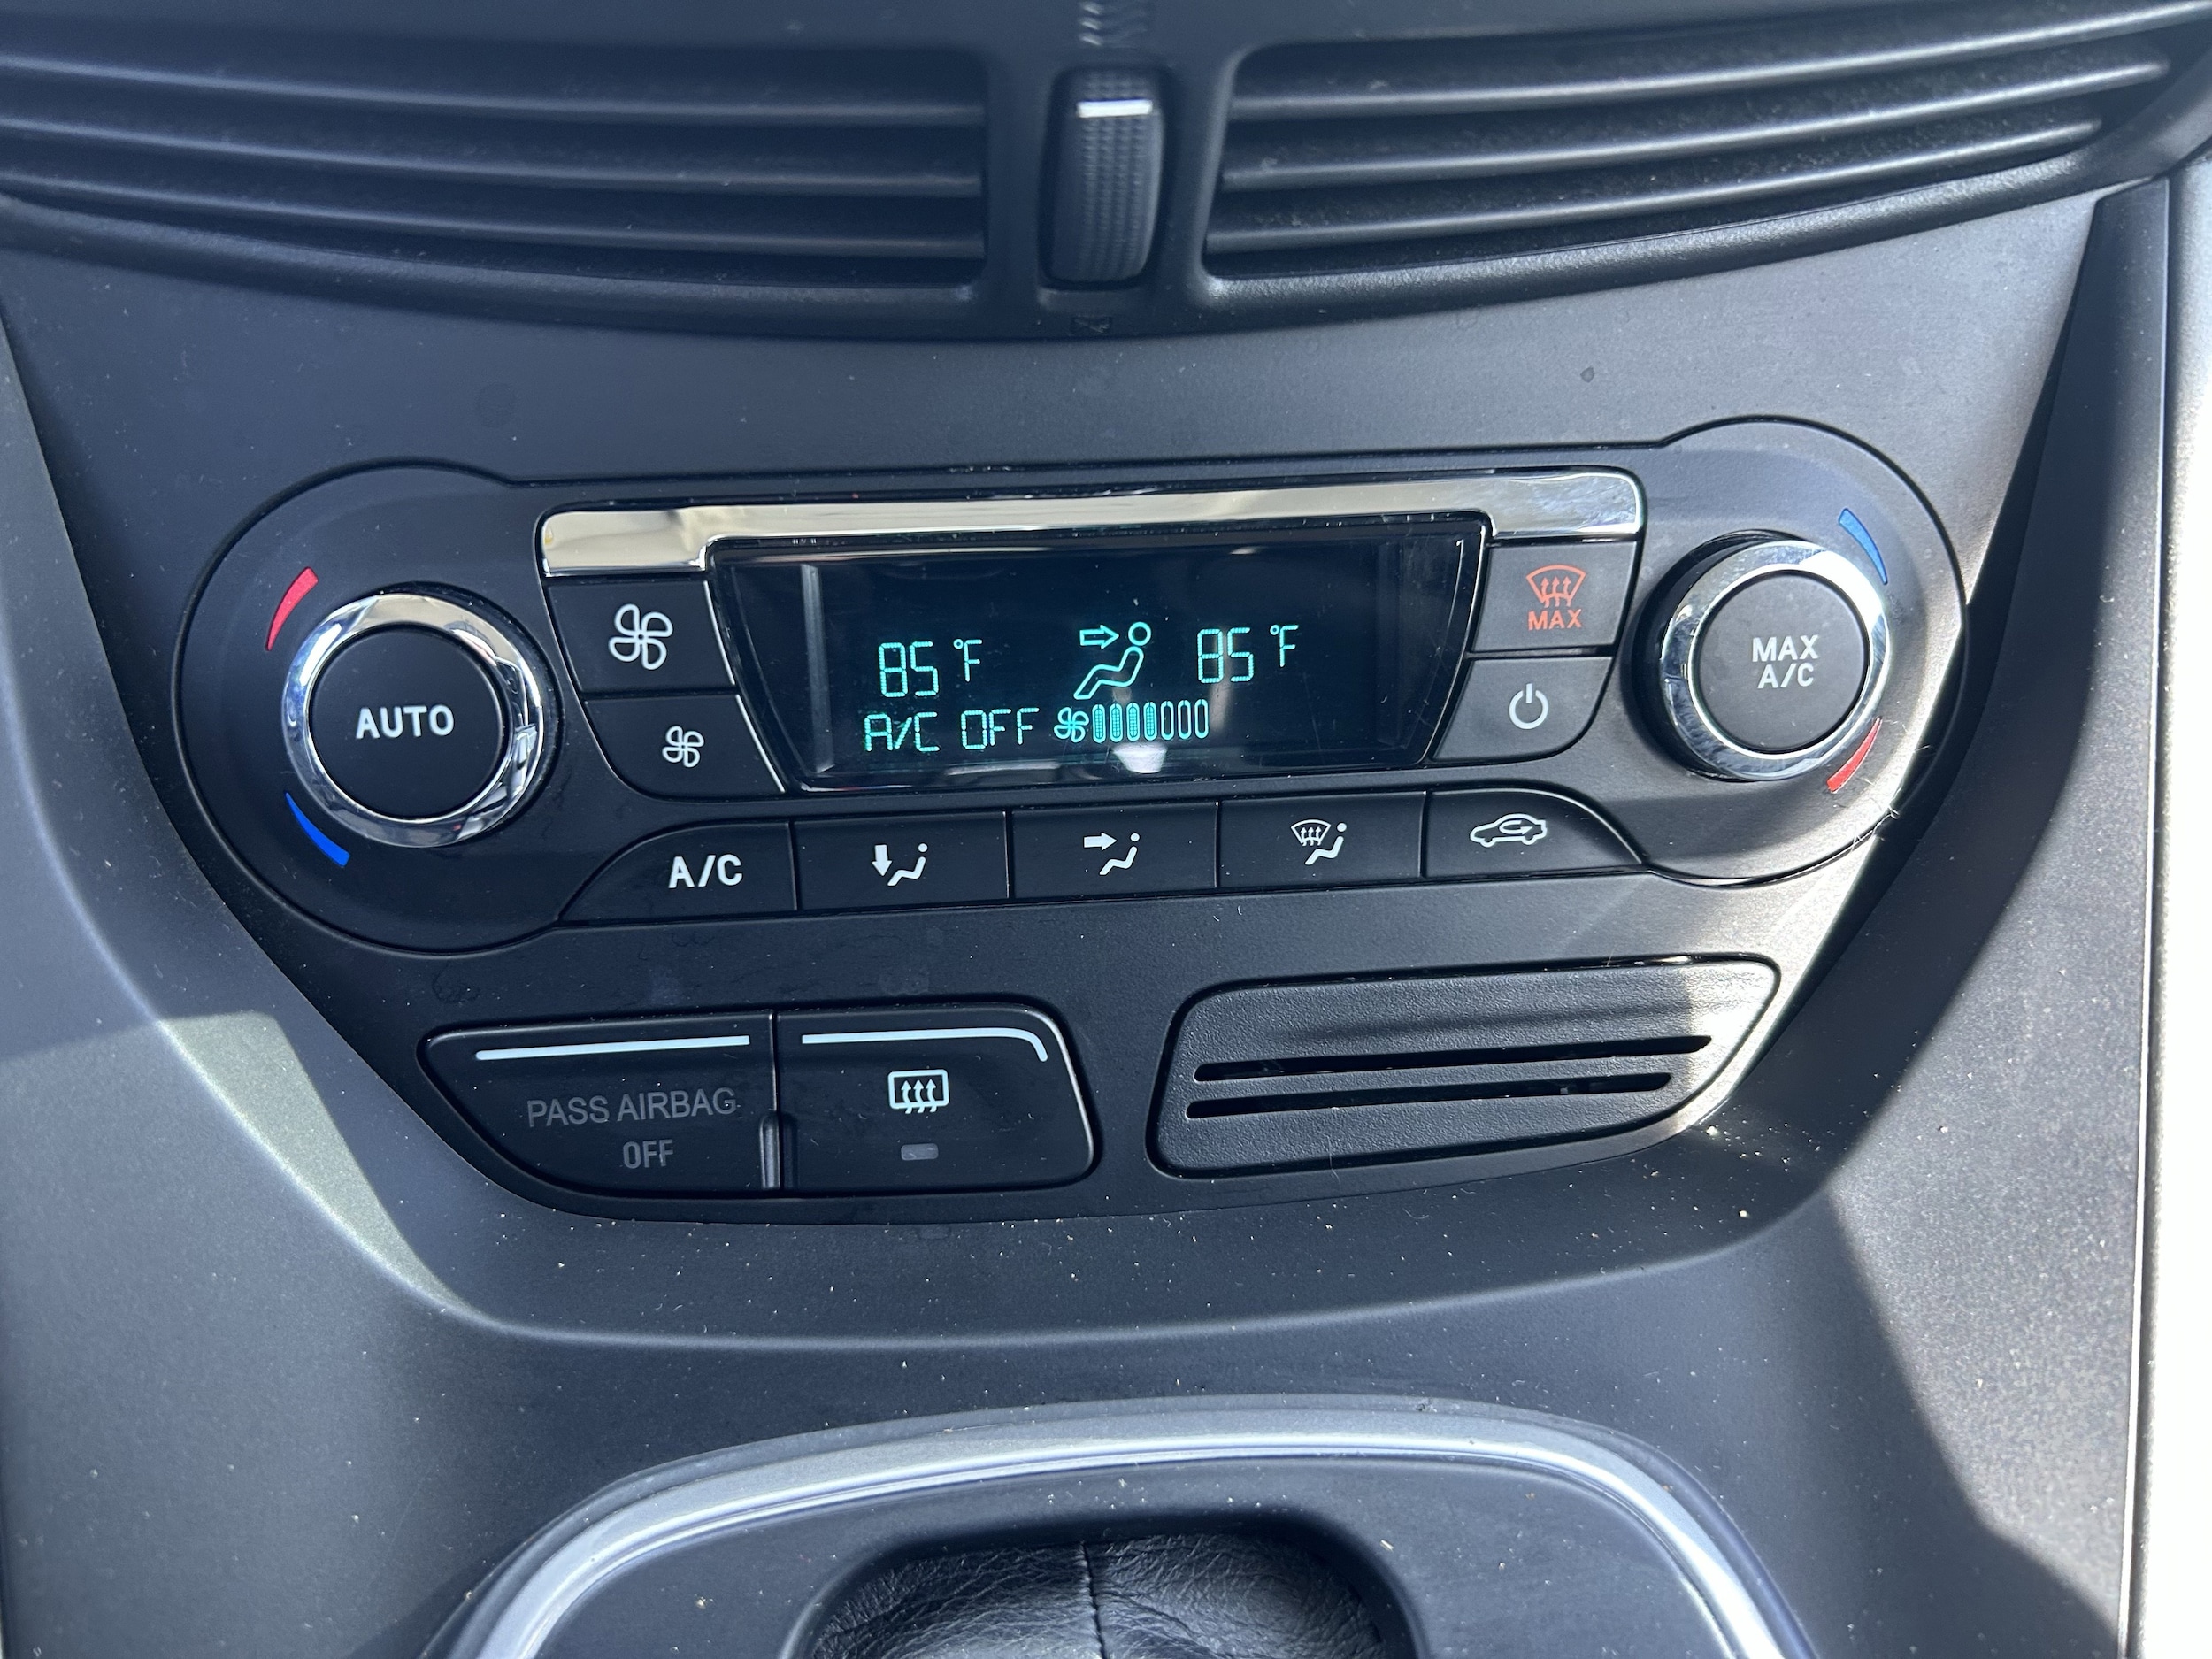 MAX
85°F 85°F
A/C OFF
AUTO
MAX
A/C
A/C
PASS AIRBAG
OFF